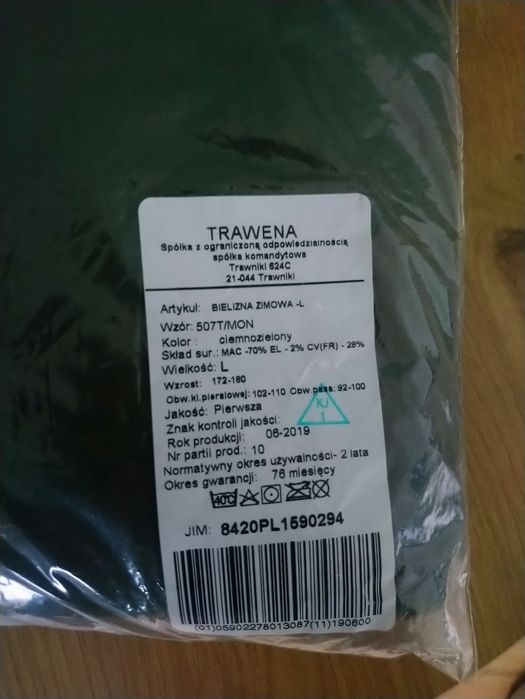 TRAWENA
Spółka z ograniczoną odpowiedzialnością
spółka komandytowa
Trawniki 624C
21-044 Trawniki
Artykuł: BIELIZNA ZIMOWA -L
Wzór: 507T/MON
Kolor : ciemnozielony
Skład sur.: MAC -70% EL - 2% CV(FR) - 28%
Wielkość: L
Wzrost: 172-180
Obw.kl.piersiowej: 102-110 Obw.pasa: 92-100
Jakość: Pierwsza
Znak kontroli jakości:
KJ
1
Rok produkcji: 06-2019
Nr partii prod.: 10
Normatywny okres używalności- 2 lata
Okres gwarancji: 76 miesięcy
40C
JIM: 8420PL1590294
(01)05902278013087(11)190600